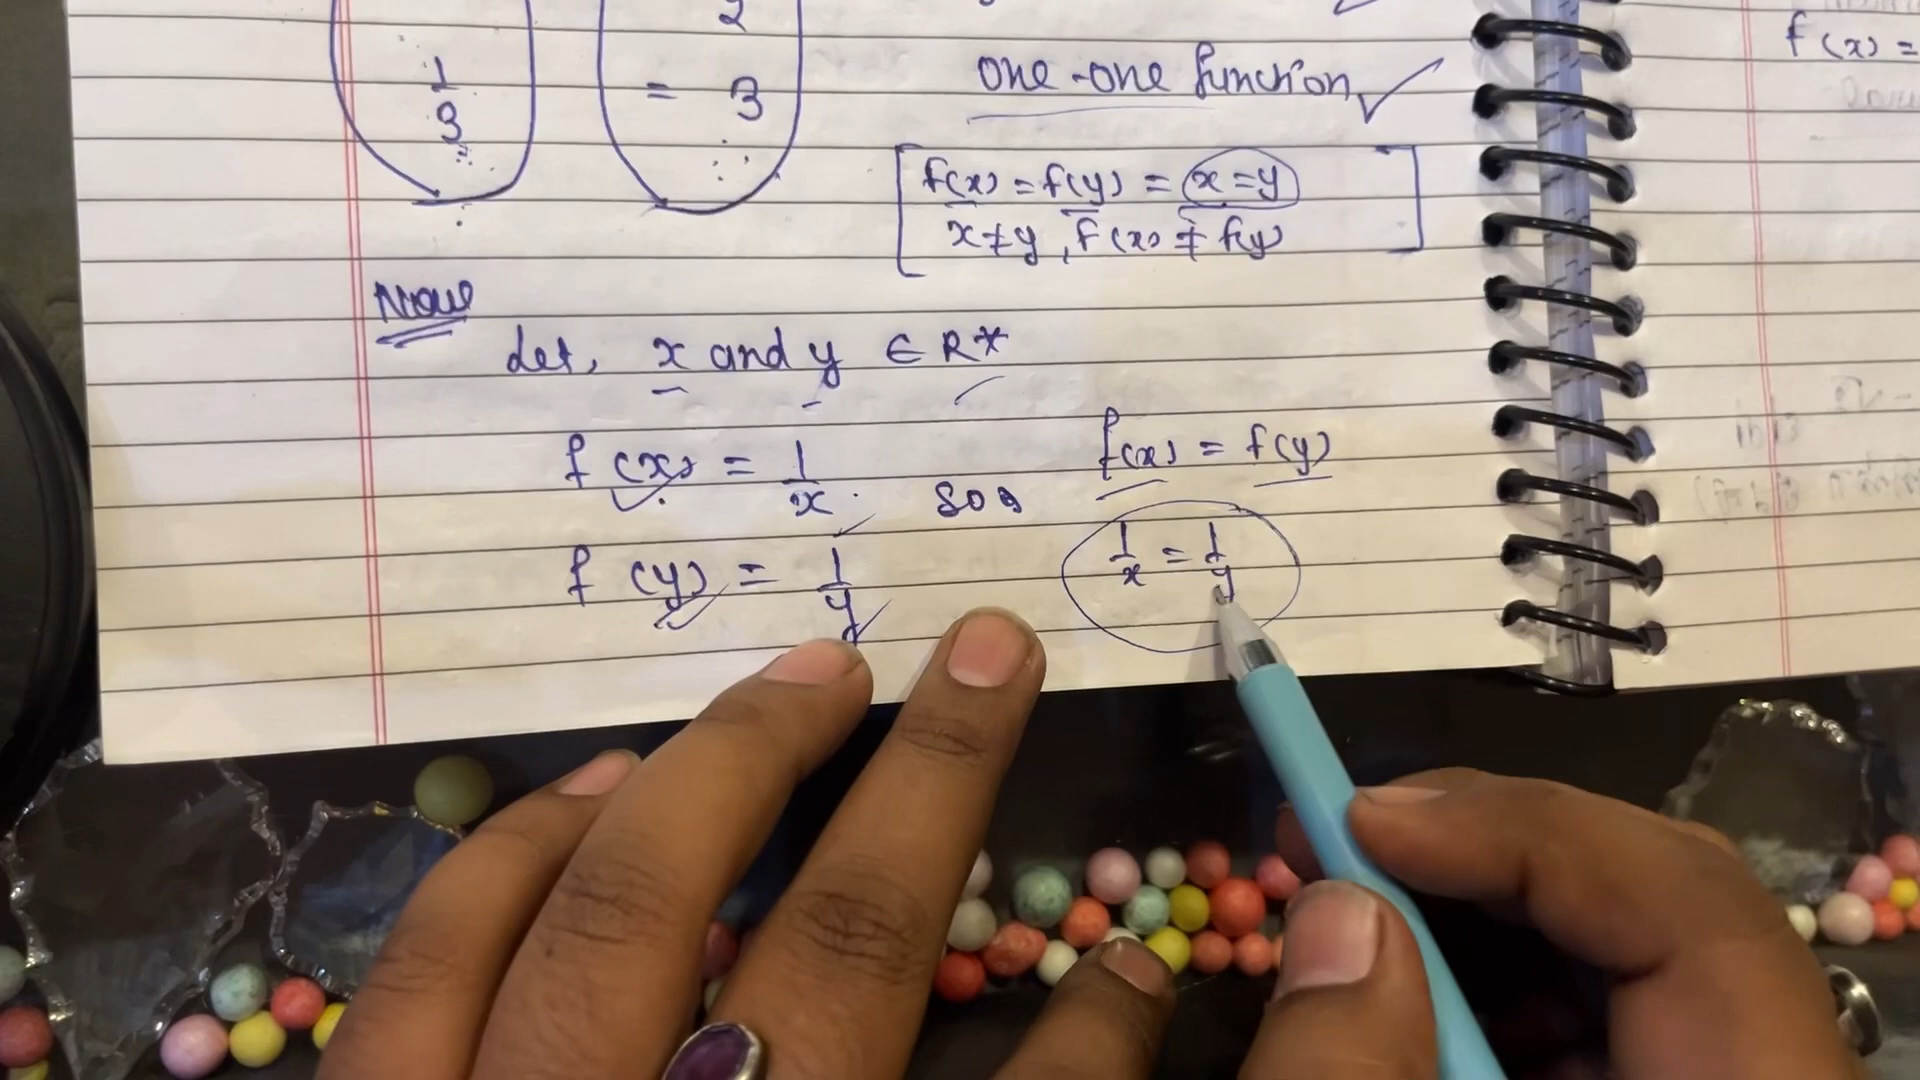 2
1
3
= 3
one-one function
f(x) = f(y) = x=y
x≠y, f(x) ≠ f(y)
Now
Let, x and y ∈ R*
f(x) = 1/x
f(y) = 1/y
so,
f(x) = f(y)
1/x = 1/y
f(x) =